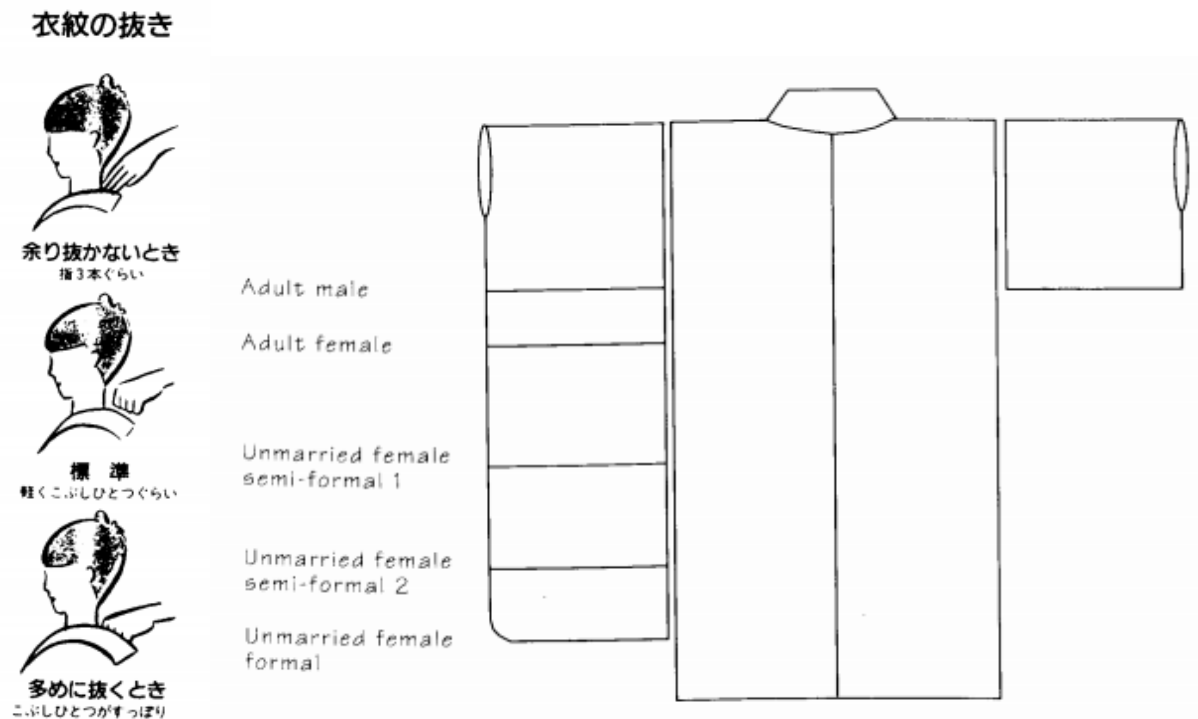 衣紋の抜き
余り抜かないとき
指3本ぐらい
標 準
軽くこぶしひとつぐらい
多めに抜くとき
こぶしひとつがすっぽり
Adult male
Adult female
Unmarried female
semi-formal 1
Unmarried female
semi-formal 2
Unmarried female
formal